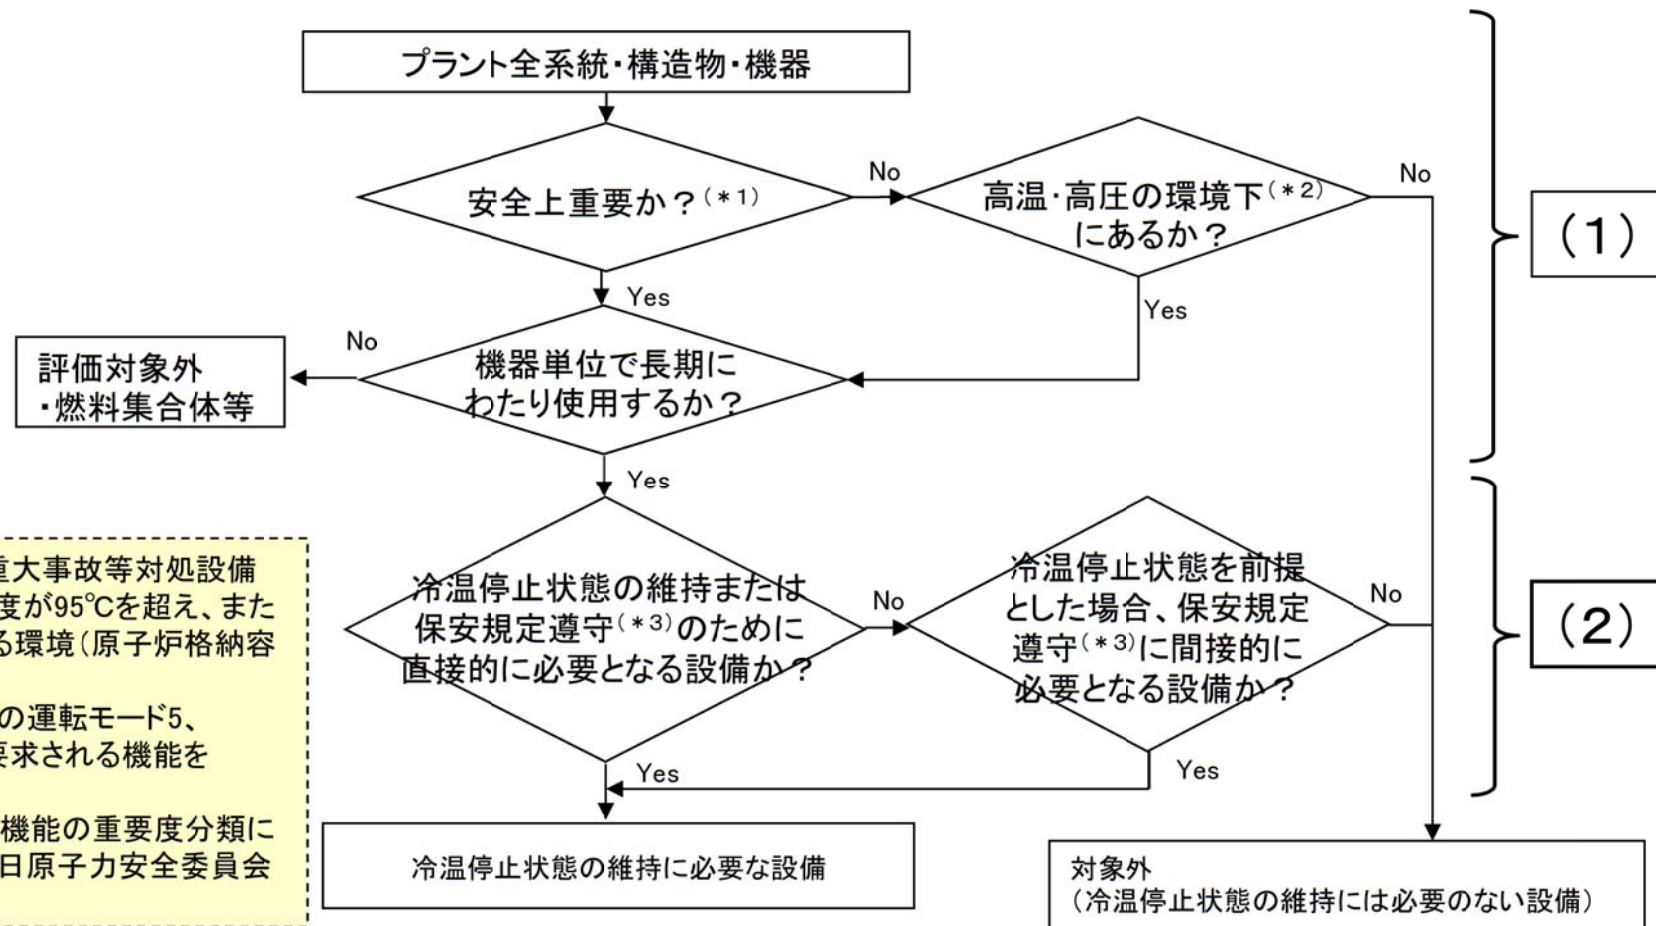 プラント全系統・構造物・機器
安全上重要か？(＊1)
No
高温・高圧の環境下(＊2)
にあるか？
No
（1）
Yes
Yes
No
評価対象外
・燃料集合体等
機器単位で長期に
わたり使用するか？
Yes
冷温停止状態の維持または
保安規定遵守(＊3)のために
直接的に必要となる設備か？
No
冷温停止状態を前提
とした場合、保安規定
遵守(＊3)に間接的に
必要となる設備か？
No
（2）
Yes
Yes
重大事故等対処設備
度が95℃を超え、また
る環境（原子炉格納容
の運転モード5、
要求される機能を
機能の重要度分類に
日原子力安全委員会
冷温停止状態の維持に必要な設備
対象外
（冷温停止状態の維持には必要のない設備）